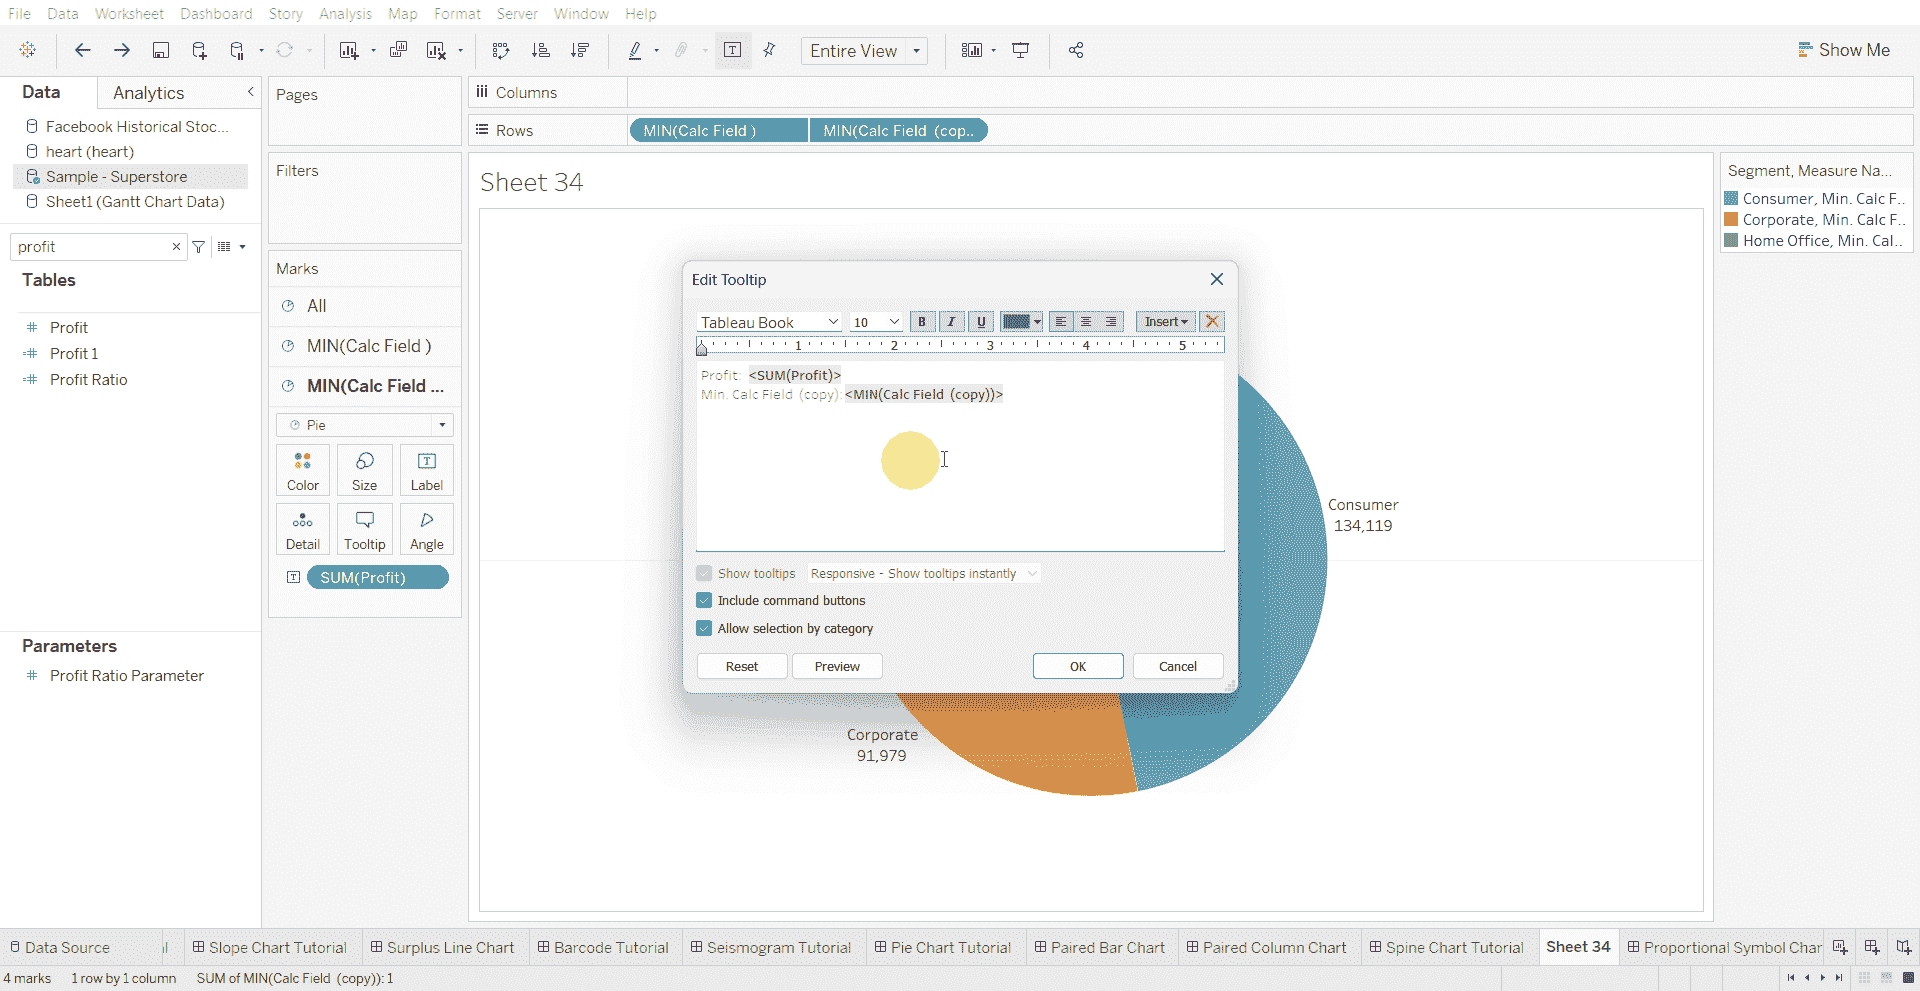 File Data Worksheet Dashboard Story Analysis Map Format Server Window Help
Entire View
Show Me
Data Analytics
Facebook Historical Stoc...
heart (heart)
Sample - Superstore
Sheet1 (Gantt Chart Data)
profit
Tables
Profit
Profit 1
Profit Ratio
Parameters
Profit Ratio Parameter
Pages
Filters
Marks
All
MIN(Calc Field )
MIN(Calc Field ...
Pie
Color Size Label
Detail Tooltip Angle
SUM(Profit)
Columns
Rows MIN(Calc Field ) MIN(Calc Field (cop..
Sheet 34
Edit Tooltip
Tableau Book 10 B I U Insert
1 2 3 4 5
Profit: <SUM(Profit)>
Min. Calc Field (copy): <MIN(Calc Field (copy))>
Show tooltips Responsive - Show tooltips instantly
Include command buttons
Allow selection by category
Reset Preview OK Cancel
Consumer
134,119
Corporate
91,979
Segment, Measure Na...
Consumer, Min. Calc F..
Corporate, Min. Calc F..
Home Office, Min. Cal..
Data Source Slope Chart Tutorial Surplus Line Chart Barcode Tutorial Seismogram Tutorial Pie Chart Tutorial Paired Bar Chart Paired Column Chart Spine Chart Tutorial Sheet 34 Proportional Symbol Char
4 marks 1 row by 1 column SUM of MIN(Calc Field (copy)): 1